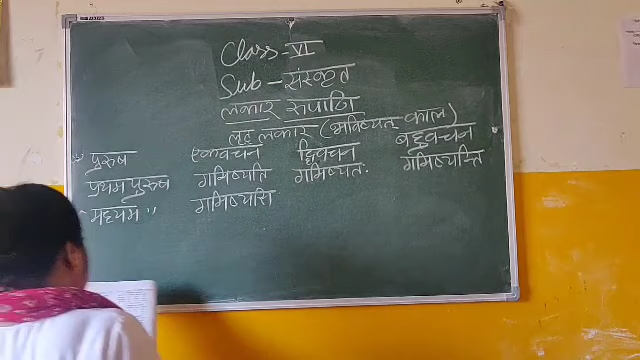 Class - VI
Sub - संस्कृत
लकार रूपाणि
लृट् लकार (भविष्यत् काल)
पुरुष एकवचन द्विवचन बहुवचन
प्रथम पुरुष गमिष्यति गमिष्यतः गमिष्यन्ति
मध्यम " गमिष्यसि